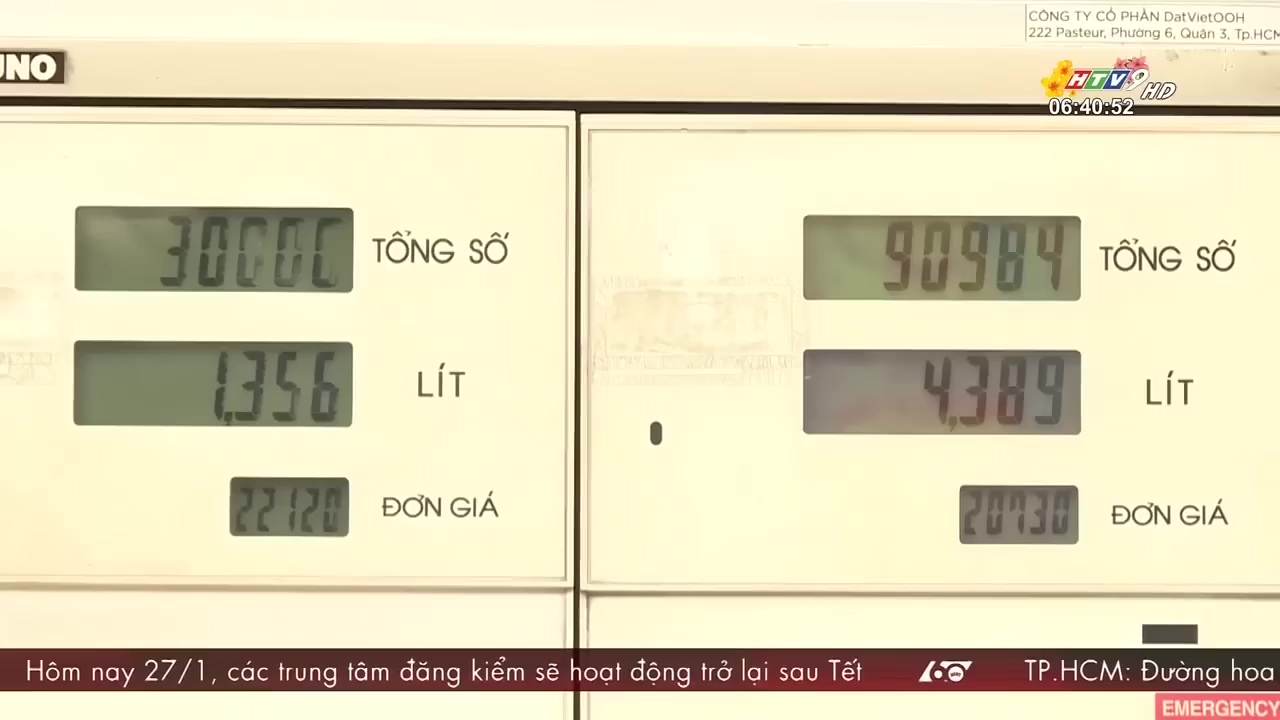 CÔNG TY CỔ PHẦN DatVietOOH
222 Pasteur, Phường 6, Quận 3, Tp.HCM
UNO
HTV9 HD
06:40:52
30000 TỔNG SỐ
1,356 LÍT
22120 ĐƠN GIÁ
90984 TỔNG SỐ
4,389 LÍT
20730 ĐƠN GIÁ
Hôm nay 27/1, các trung tâm đăng kiểm sẽ hoạt động trở lại sau Tết 60 giây TP.HCM: Đường hoa
EMERGENCY